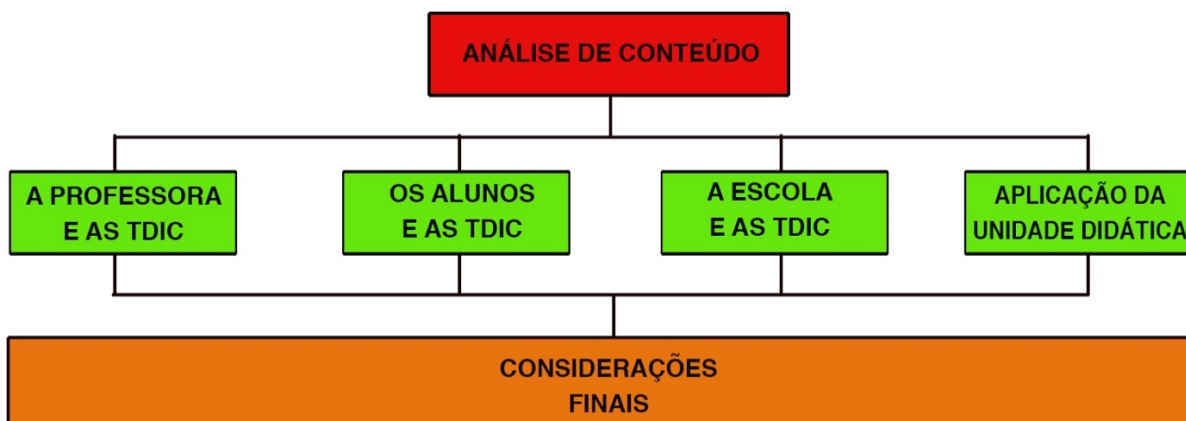 ANÁLISE DE CONTEÚDO
A PROFESSORA
E AS TDIC
OS ALUNOS
E AS TDIC
A ESCOLA
E AS TDIC
APLICAÇÃO DA
UNIDADE DIDÁTICA
CONSIDERAÇÕES
FINAIS